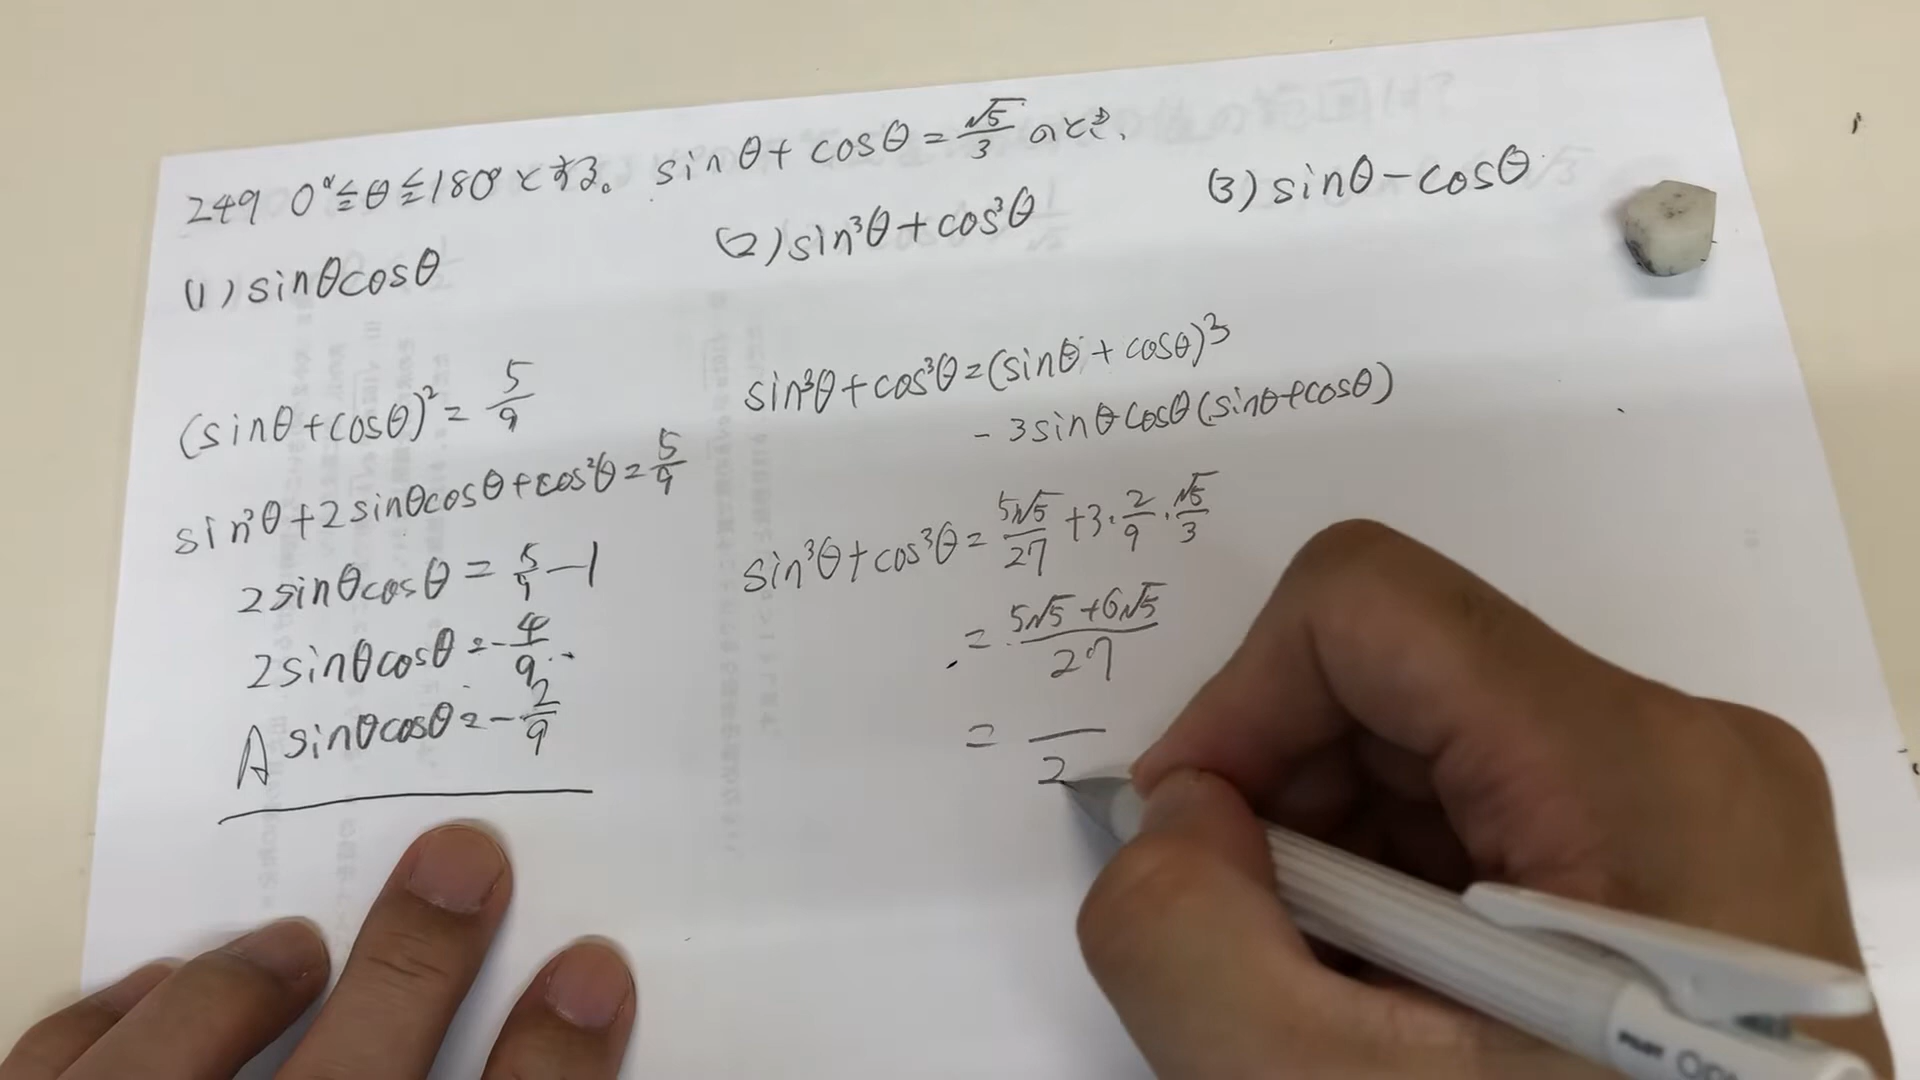 249 0°≦θ≦180°とする。 sinθ+cosθ=√5/3 のとき、
(1) sinθcosθ
(2) sin³θ+cos³θ
(3) sinθ-cosθ
(sinθ+cosθ)²=5/9
sin²θ+2sinθcosθ+cos²θ=5/9
2sinθcosθ=5/9-1
2sinθcosθ=-4/9
A sinθcosθ=-2/9
sin³θ+cos³θ=(sinθ+cosθ)³
-3sinθcosθ(sinθ+cosθ)
sin³θ+cos³θ=5√5/27+3·2/9·√5/3
=5√5+6√5/27
= /2
PILOT